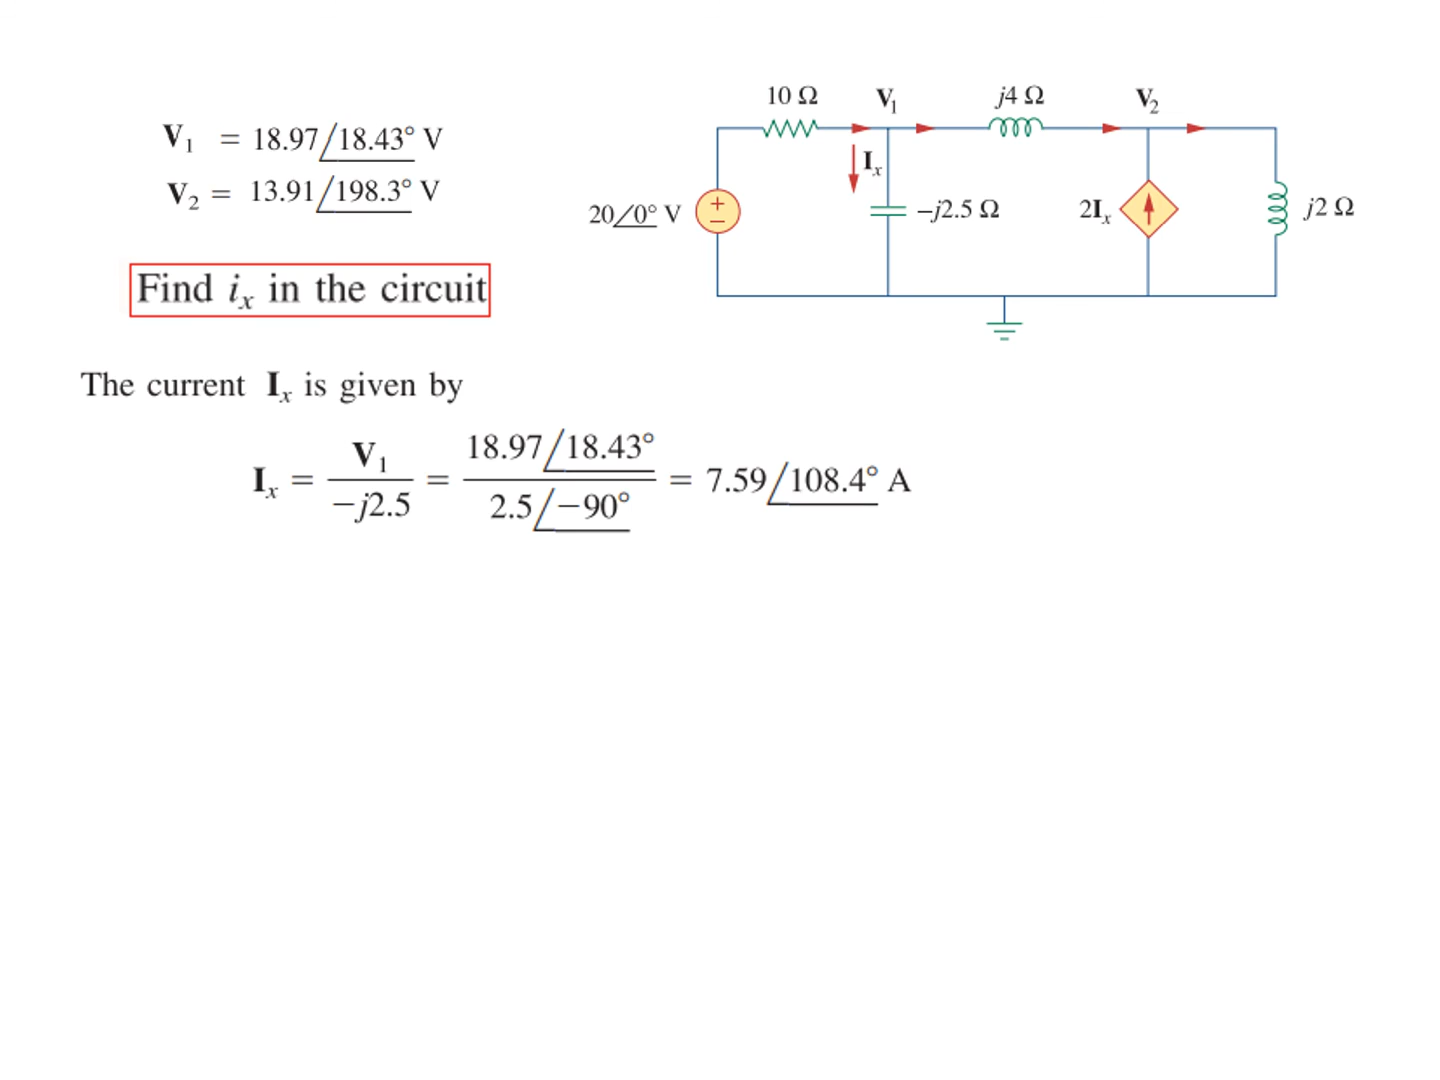 V₁ = 18.97∠18.43° V
V₂ = 13.91∠198.3° V
Find iₓ in the circuit
10 Ω
V₁
j4 Ω
V₂
Iₓ
20∠0° V
+
−
−j2.5 Ω
2Iₓ
j2 Ω
The current Iₓ is given by
Iₓ = V₁ / −j2.5 = 18.97∠18.43° / 2.5∠−90° = 7.59∠108.4° A